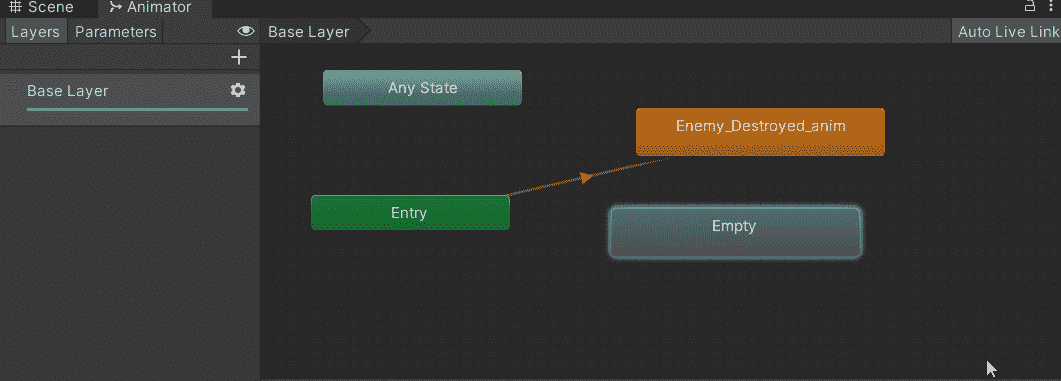 Scene Animator
Layers Parameters Base Layer Auto Live Link
Base Layer
Any State
Enemy_Destroyed_anim
Entry
Empty